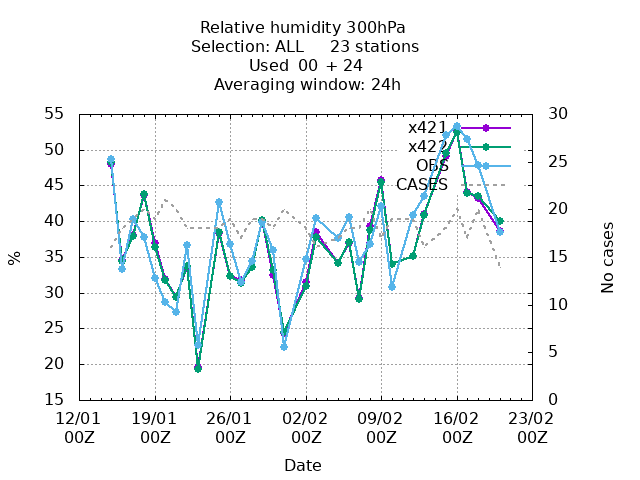 Relative humidity 300hPa
Selection: ALL 23 stations
Used 00 + 24
Averaging window: 24h
55
50
45
40
35
30
25
20
15
%
30
25
20
15
10
5
0
No cases
x421
x422
OBS
CASES
12/01 19/01 26/01 02/02 09/02 16/02 23/02
00Z 00Z 00Z 00Z 00Z 00Z 00Z
Date